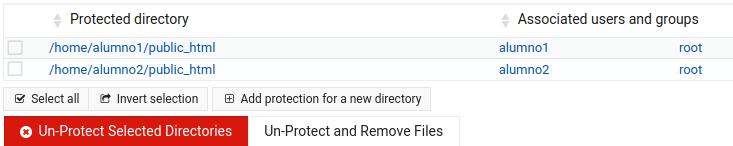 Protected directory Associated users and groups
/home/alumno1/public_html alumno1 root
/home/alumno2/public_html alumno2 root
Select all Invert selection Add protection for a new directory
Un-Protect Selected Directories Un-Protect and Remove Files